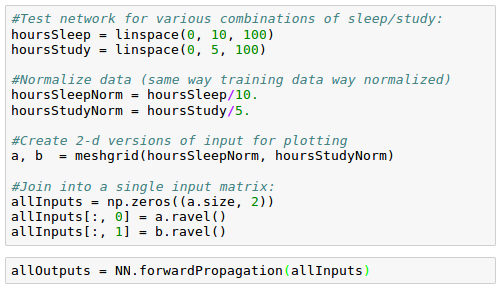 #Test network for various combinations of sleep/study:
hoursSleep = linspace(0, 10, 100)
hoursStudy = linspace(0, 5, 100)
#Normalize data (same way training data way normalized)
hoursSleepNorm = hoursSleep/10.
hoursStudyNorm = hoursStudy/5.
#Create 2-d versions of input for plotting
a, b  = meshgrid(hoursSleepNorm, hoursStudyNorm)
#Join into a single input matrix:
allInputs = np.zeros((a.size, 2))
allInputs[:, 0] = a.ravel()
allInputs[:, 1] = b.ravel()
allOutputs = NN.forwardPropagation(allInputs)